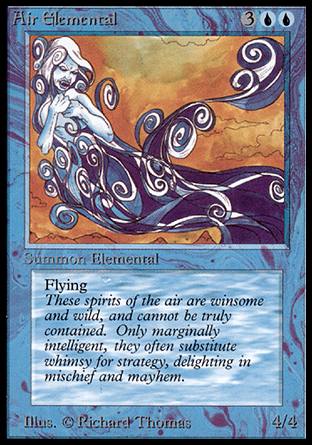 Air Elemental 3
Summon Elemental
Flying
These spirits of the air are winsome
and wild, and cannot be truly
contained. Only marginally
intelligent, they often substitute
whimsy for strategy, delighting in
mischief and mayhem.
Illus. © Richard Thomas 4/4